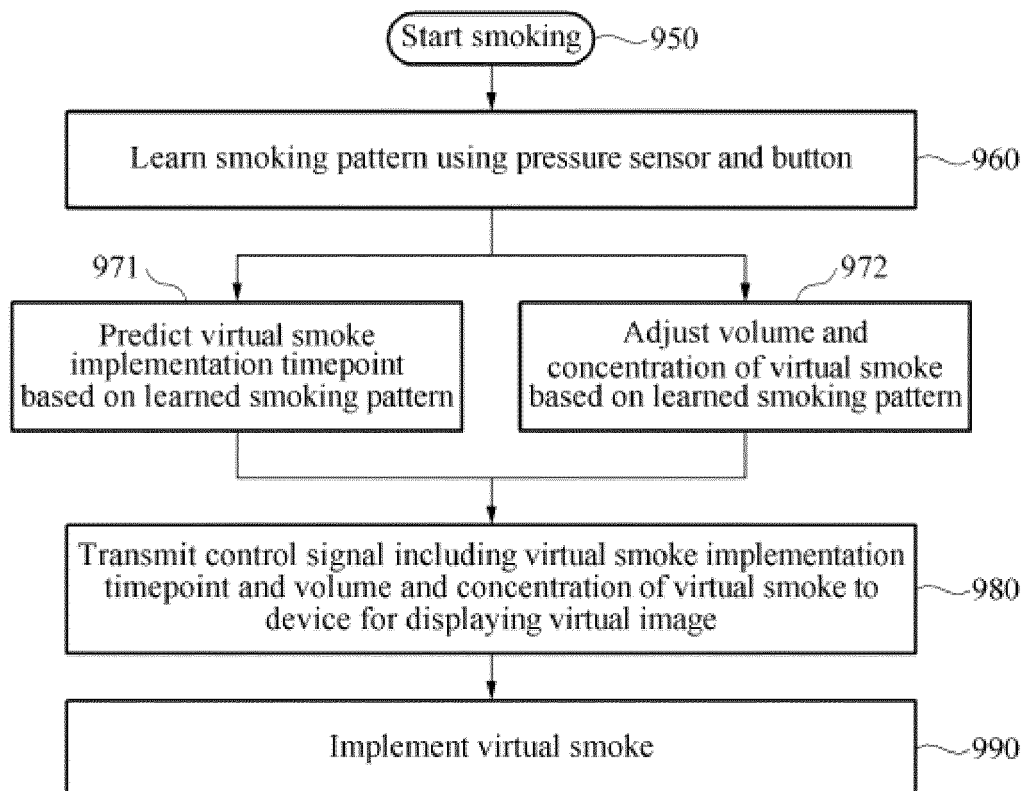 Start smoking
950
Learn smoking pattern using pressure sensor and button
960
971
972
Predict virtual smoke
implementation timepoint
based on learned smoking pattern
Adjust volume and
concentration of virtual smoke
based on learned smoking pattern
Transmit control signal including virtual smoke implementation
timepoint and volume and concentration of virtual smoke to
device for displaying virtual image
980
Implement virtual smoke
990